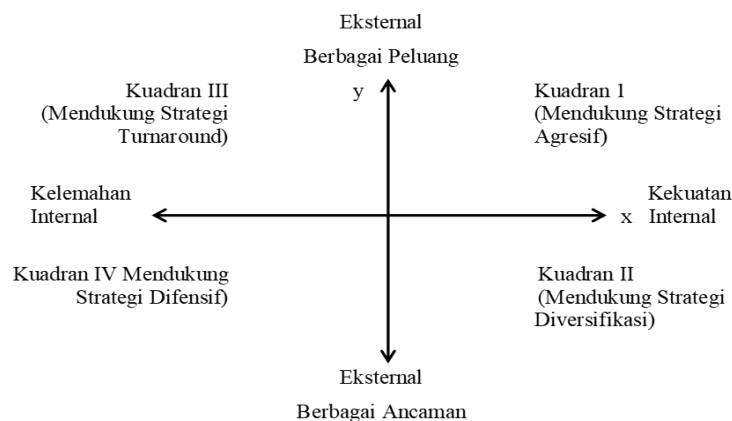 Eksternal
Berbagai Peluang
Kuadran III
(Mendukung Strategi
Turnaround)
y
Kuadran 1
(Mendukung Strategi
Agresif)
Kelemahan
Internal
x
Kekuatan
Internal
Kuadran IV Mendukung
Strategi Difensif)
Kuadran II
(Mendukung Strategi
Diversifikasi)
Eksternal
Berbagai Ancaman